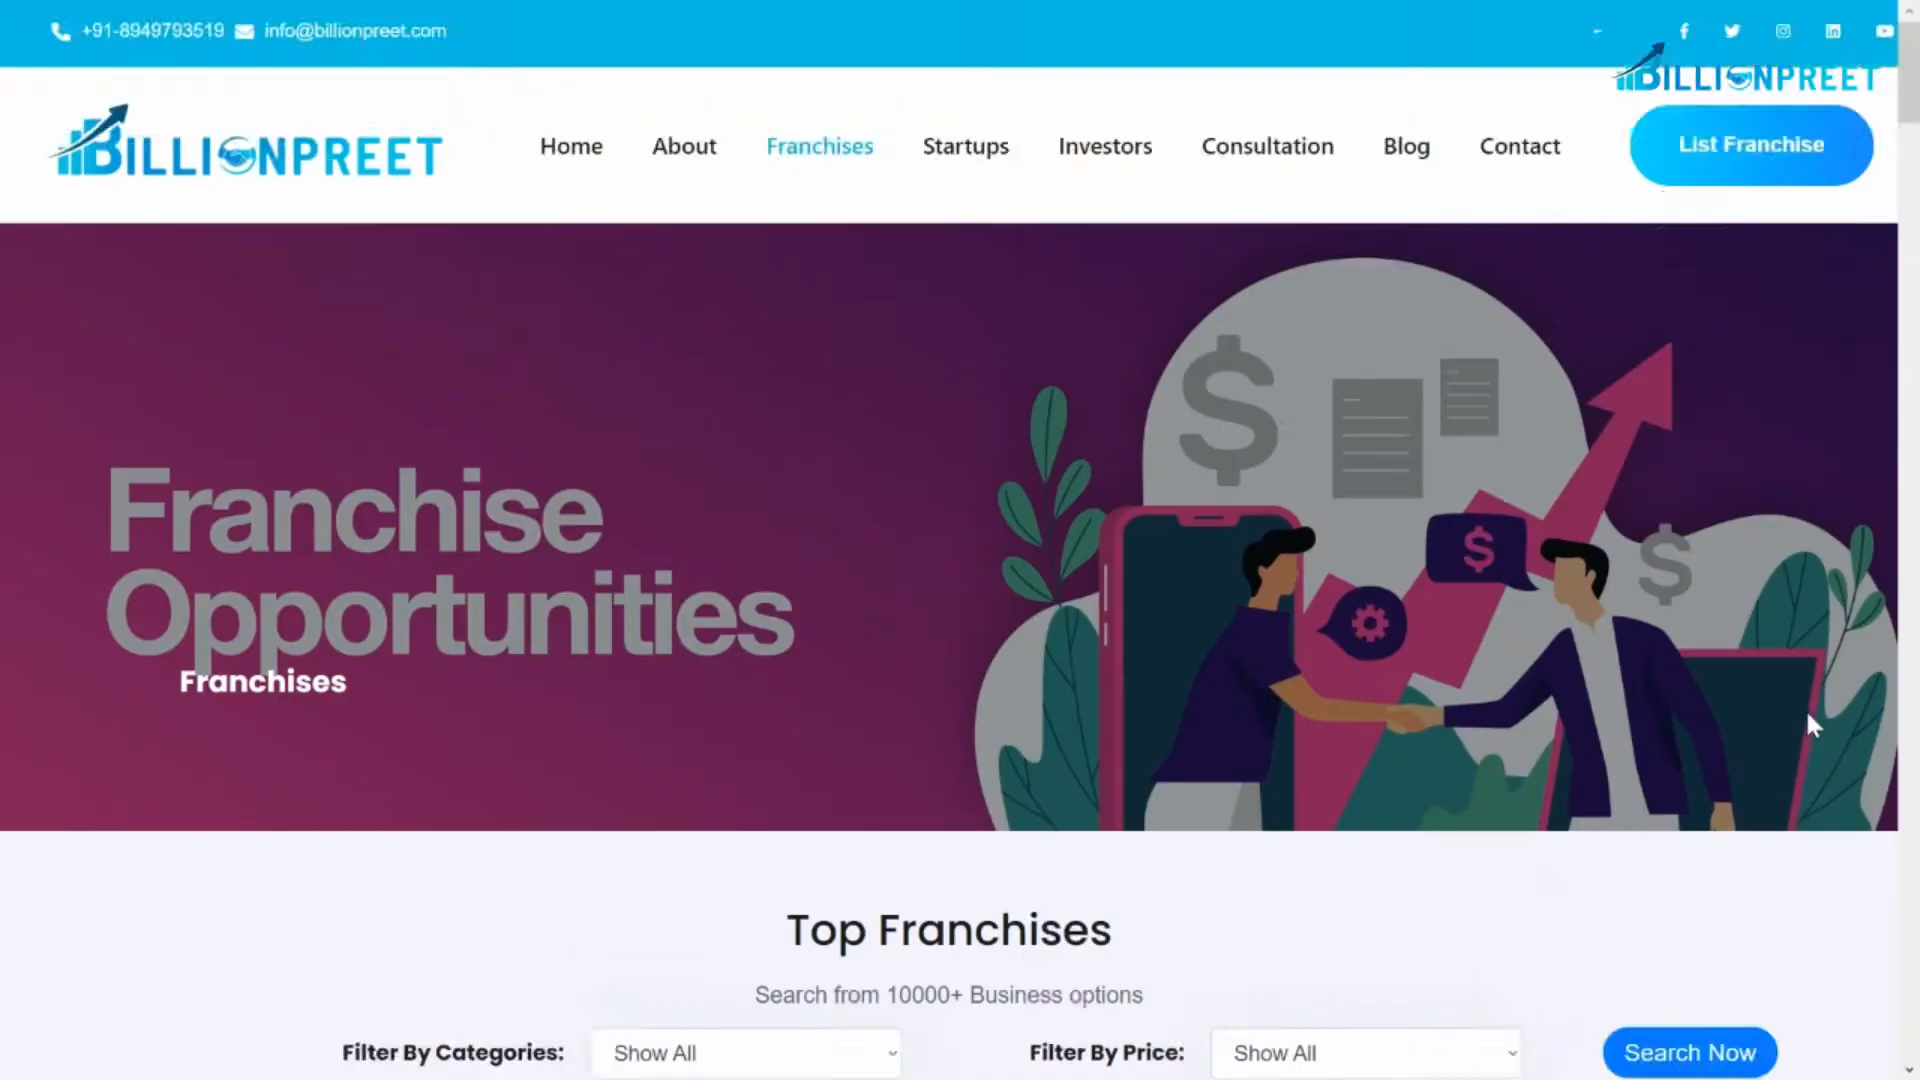 +91-8949793519 info@billionpreet.com
BILLIONPREET
BILLIONPREET
Home About Franchises Startups Investors Consultation Blog Contact List Franchise
$
$
$
Franchise
Opportunities
Franchises
Top Franchises
Search from 10000+ Business options
Filter By Categories: Show All Filter By Price: Show All Search Now